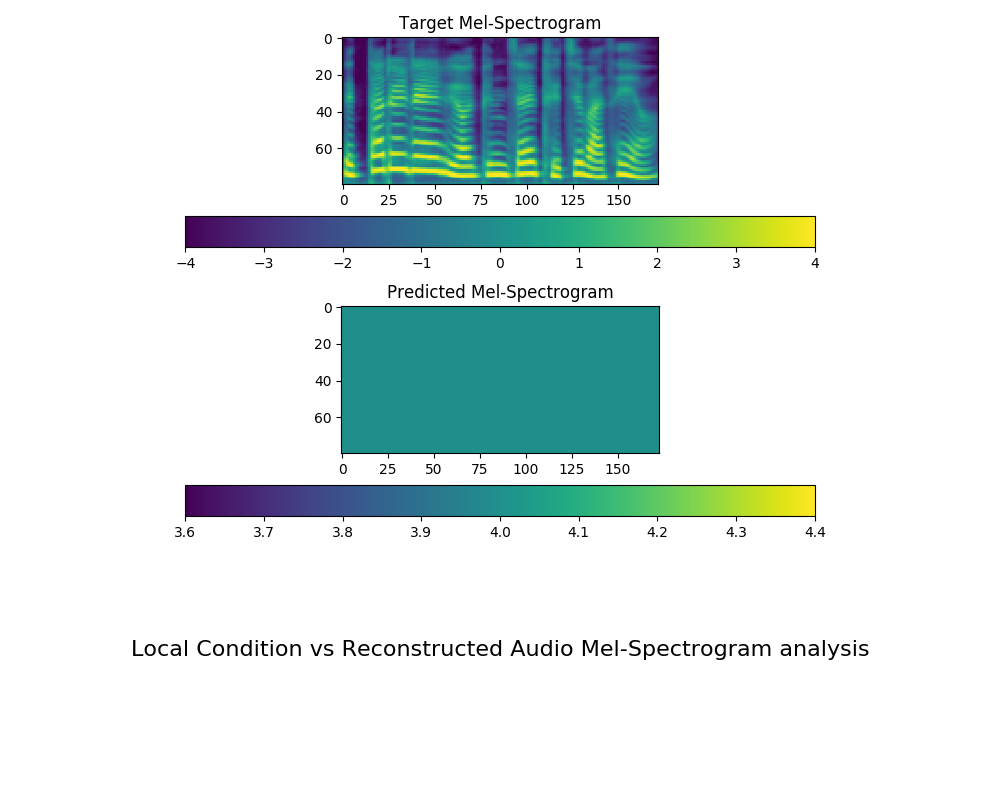 Target Mel-Spectrogram
0
20
40
60
0 25 50 75 100 125 150
−4 −3 −2 −1 0 1 2 3 4
Predicted Mel-Spectrogram
0
20
40
60
0 25 50 75 100 125 150
3.6 3.7 3.8 3.9 4.0 4.1 4.2 4.3 4.4
Local Condition vs Reconstructed Audio Mel-Spectrogram analysis